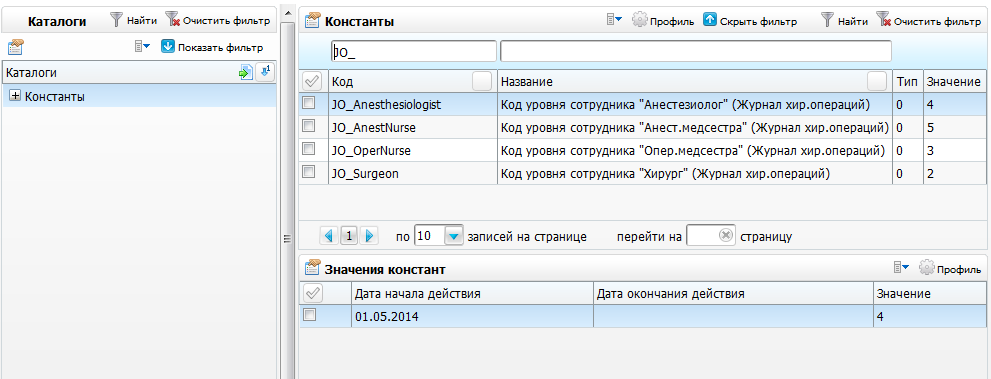 Каталоги Найти Очистить фильтр
Показать фильтр
Каталоги
Константы
Константы Профиль Скрыть фильтр Найти Очистить фильтр
JO_
Код Название Тип Значение
JO_Anesthesiologist Код уровня сотрудника "Анестезиолог" (Журнал хир.операций) 0 4
JO_AnestNurse Код уровня сотрудника "Анест.медсестра" (Журнал хир.операций) 0 5
JO_OperNurse Код уровня сотрудника "Опер.медсестра" (Журнал хир.операций) 0 3
JO_Surgeon Код уровня сотрудника "Хирург" (Журнал хир.операций) 0 2
1 по 10 записей на странице перейти на страницу
Значения констант Профиль
Дата начала действия Дата окончания действия Значение
01.05.2014 4